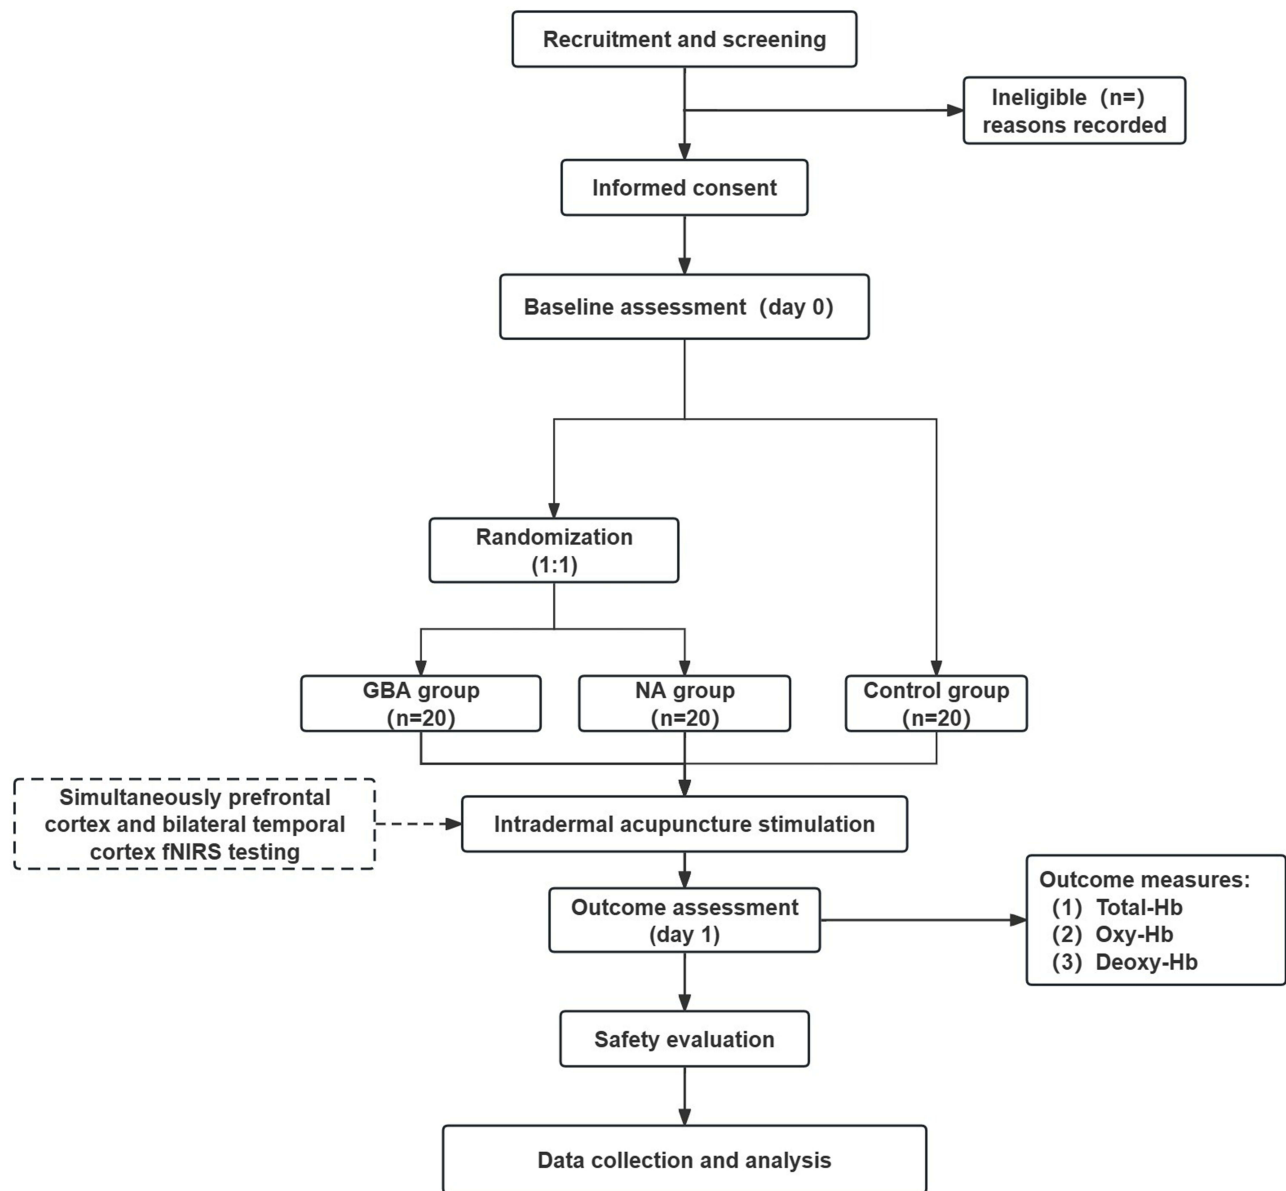 Recruitment and screening
Ineligible（n=）
reasons recorded
Informed consent
Baseline assessment（day 0）
Randomization
(1:1)
GBA group
（n=20）
NA group
（n=20）
Control group
（n=20）
Simultaneously prefrontal
cortex and bilateral temporal
cortex fNIRS testing
Intradermal acupuncture stimulation
Outcome assessment
(day 1)
Outcome measures:
（1）Total-Hb
（2）Oxy-Hb
（3）Deoxy-Hb
Safety evaluation
Data collection and analysis